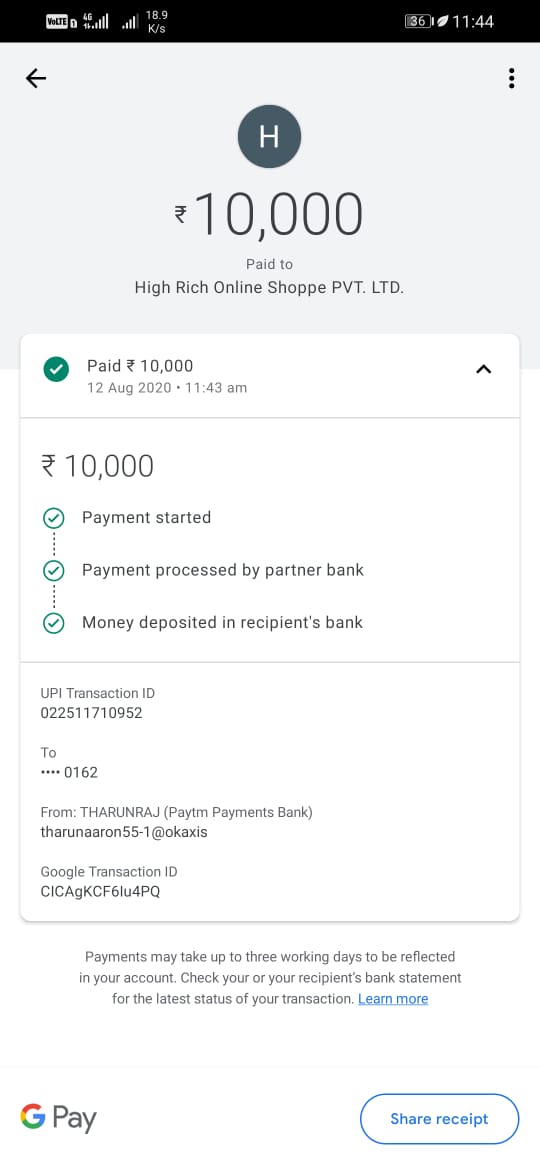 VoLTE 4G 18.9 K/s 36 11:44
H
₹10,000
Paid to
High Rich Online Shoppe PVT. LTD.
Paid ₹ 10,000
12 Aug 2020 • 11:43 am
₹ 10,000
Payment started
Payment processed by partner bank
Money deposited in recipient's bank
UPI Transaction ID
022511710952
To
•••• 0162
From: THARUNRAJ (Paytm Payments Bank)
tharunaaron55-1@okaxis
Google Transaction ID
CICAgKCF6Iu4PQ
Payments may take up to three working days to be reflected
in your account. Check your or your recipient's bank statement
for the latest status of your transaction. Learn more
G Pay
Share receipt